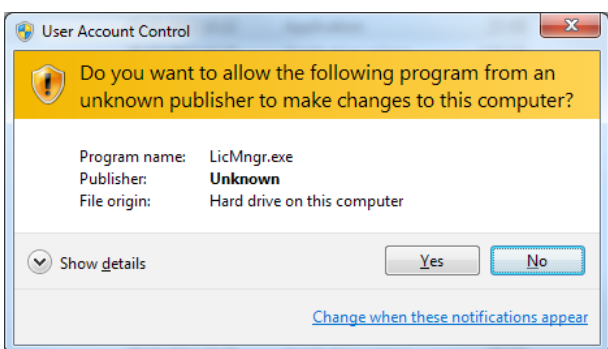 User Account Control
Do you want to allow the following program from an
unknown publisher to make changes to this computer?
Program name: LicMngr.exe
Publisher: Unknown
File origin: Hard drive on this computer
Show details
Yes
No
Change when these notifications appear